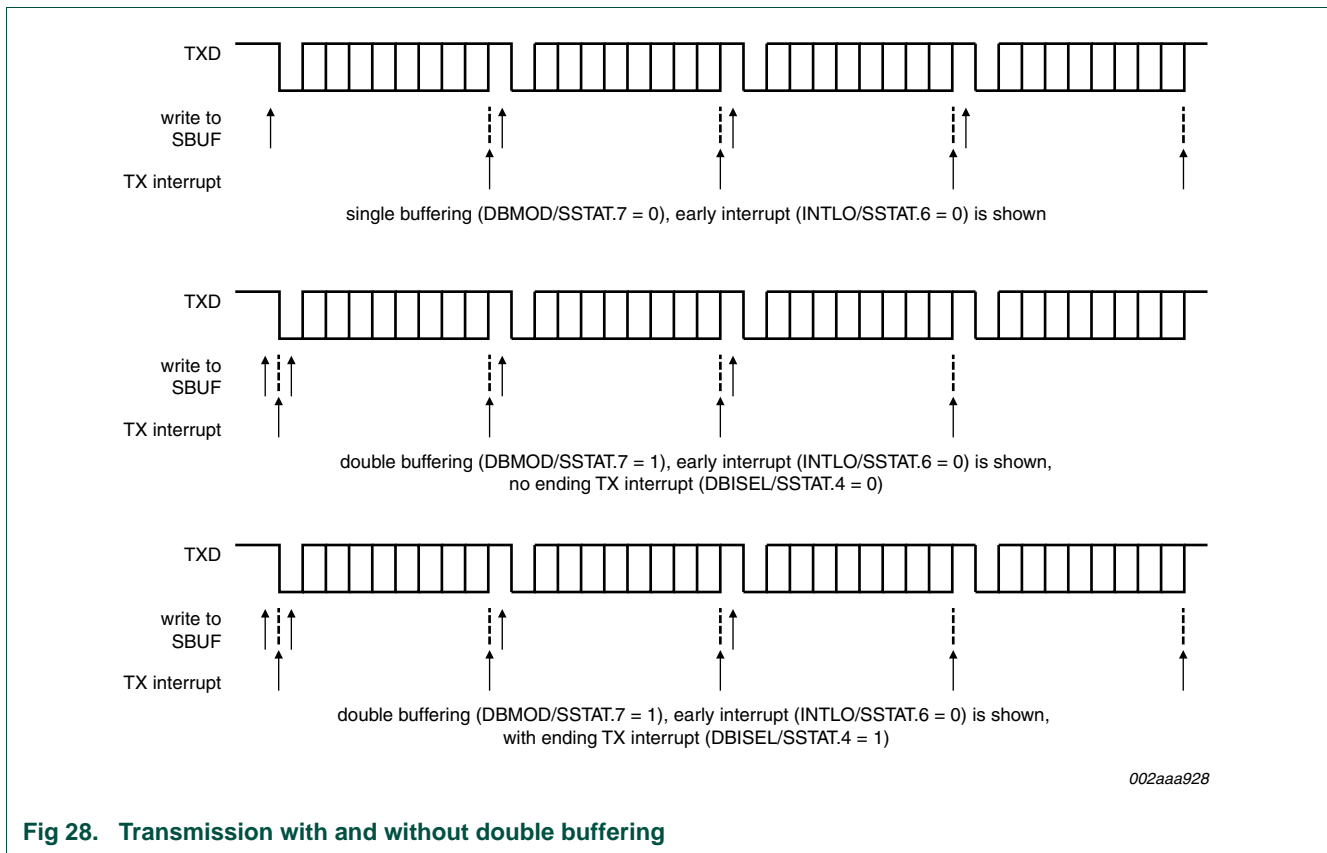 TXD
write to
SBUF
TX interrupt
single buffering (DBMOD/SSTAT.7 = 0), early interrupt (INTLO/SSTAT.6 = 0) is shown
TXD
write to
SBUF
TX interrupt
double buffering (DBMOD/SSTAT.7 = 1), early interrupt (INTLO/SSTAT.6 = 0) is shown,
no ending TX interrupt (DBISEL/SSTAT.4 = 0)
TXD
write to
SBUF
TX interrupt
double buffering (DBMOD/SSTAT.7 = 1), early interrupt (INTLO/SSTAT.6 = 0) is shown,
with ending TX interrupt (DBISEL/SSTAT.4 = 1)
002aaa928
Fig 28. Transmission with and without double buffering